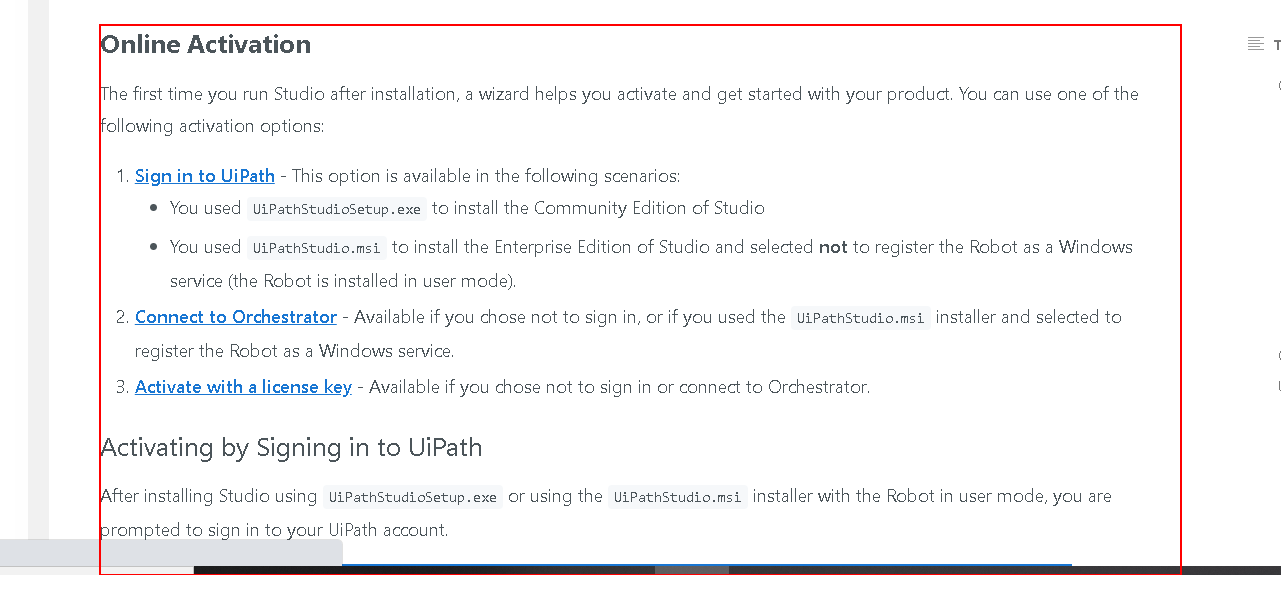 Online Activation
The first time you run Studio after installation, a wizard helps you activate and get started with your product. You can use one of the
following activation options:
1. Sign in to UiPath - This option is available in the following scenarios:
• You used UiPathStudioSetup.exe to install the Community Edition of Studio
• You used UiPathStudio.msi to install the Enterprise Edition of Studio and selected not to register the Robot as a Windows
service (the Robot is installed in user mode).
2. Connect to Orchestrator - Available if you chose not to sign in, or if you used the UiPathStudio.msi installer and selected to
register the Robot as a Windows service.
3. Activate with a license key - Available if you chose not to sign in or connect to Orchestrator.
Activating by Signing in to UiPath
After installing Studio using UiPathStudioSetup.exe or using the UiPathStudio.msi installer with the Robot in user mode, you are
prompted to sign in to your UiPath account.